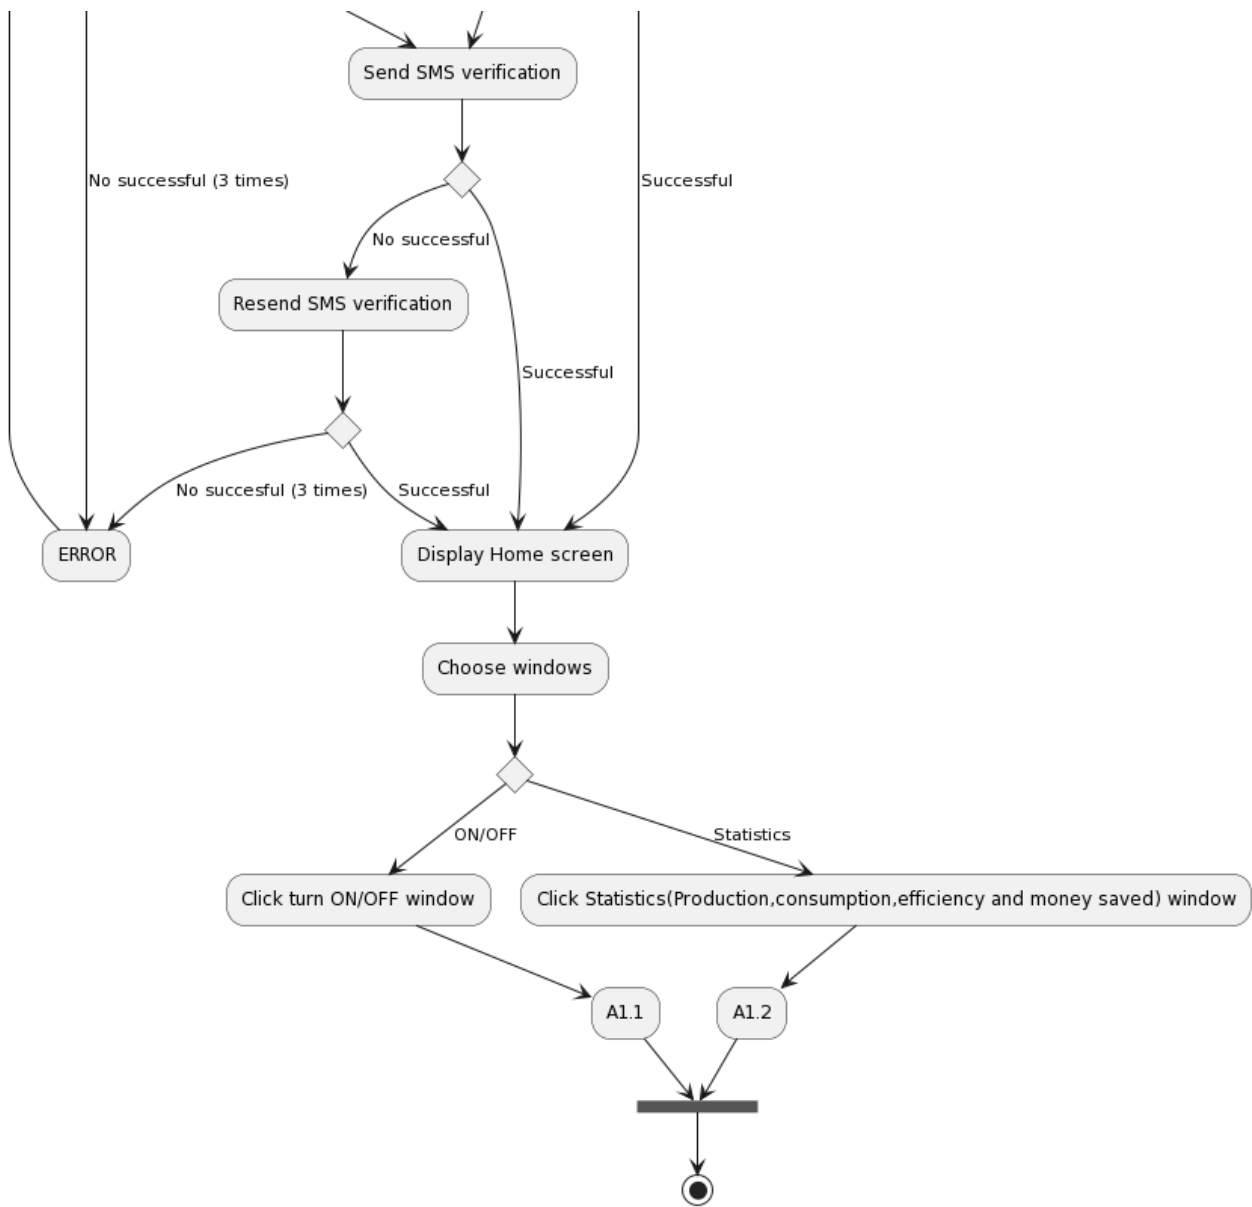 Send SMS verification
No successful (3 times)
Successful
No successful
Resend SMS verification
Successful
No succesful (3 times)
Successful
ERROR
Display Home screen
Choose windows
ON/OFF
Statistics
Click turn ON/OFF window
Click Statistics(Production,consumption,efficiency and money saved) window
A1.1
A1.2